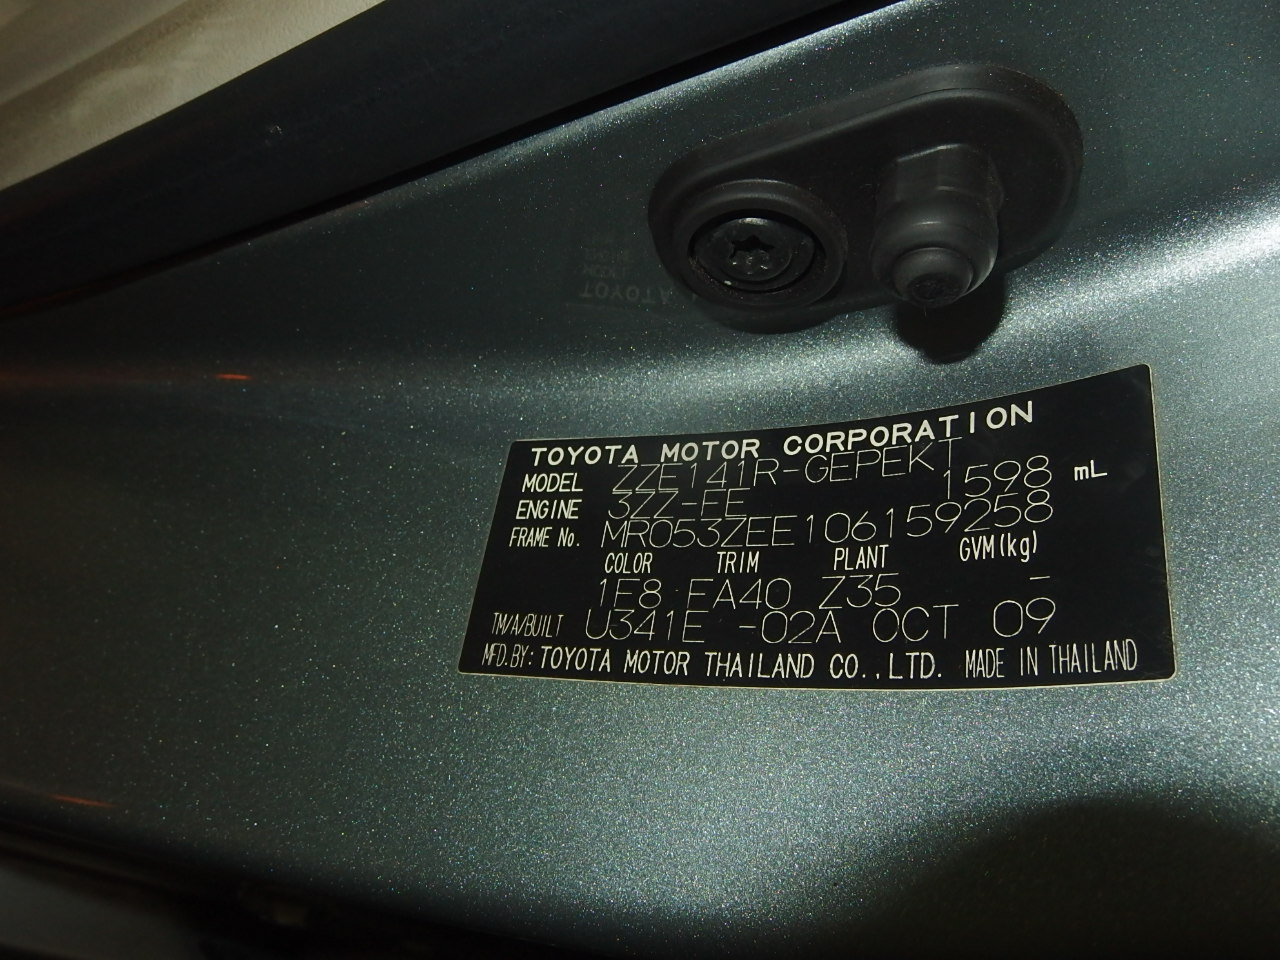 TOYOTA MOTOR CORPORATION
MODEL ZZE141R-GEPEKT
ENGINE 3ZZ-FE 1598 mL
FRAME No. MR053ZEE106159258
COLOR TRIM PLANT GVM(kg)
1E8 FA40 Z35 -
TM/A/BUILT U341E -02A OCT 09
MFD.BY: TOYOTA MOTOR THAILAND CO.,LTD. MADE IN THAILAND